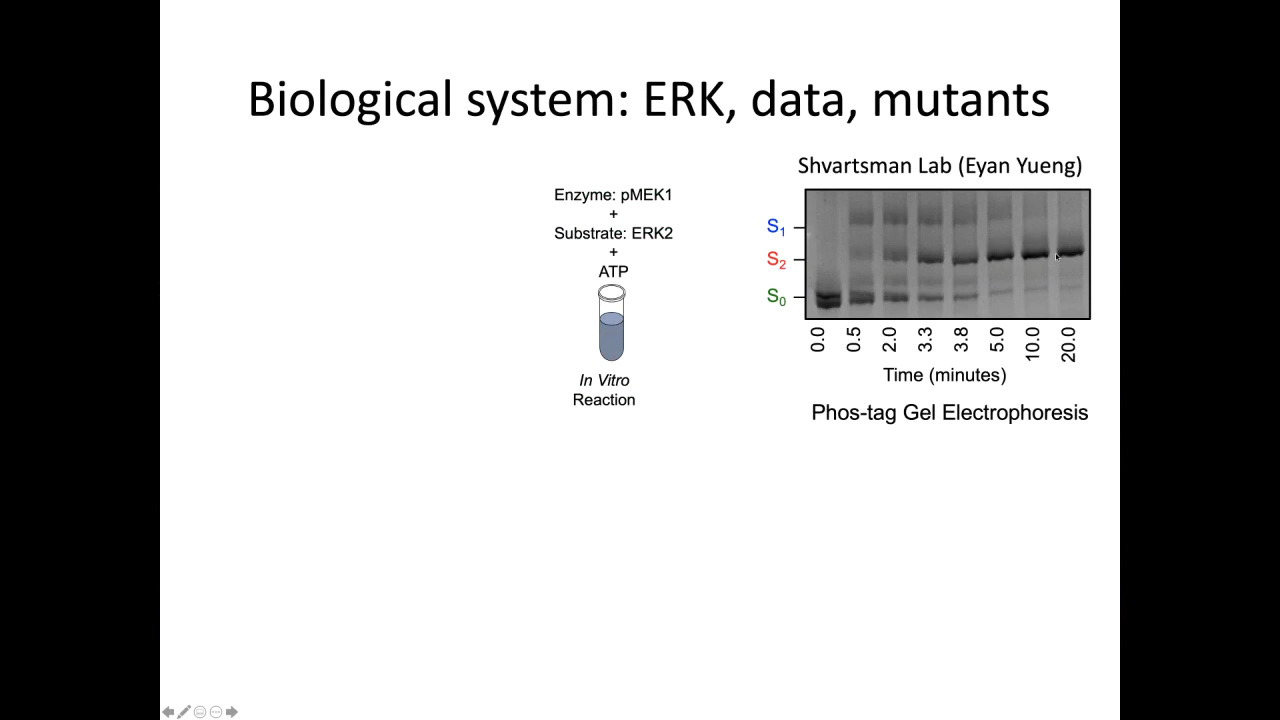 Biological system: ERK, data, mutants
Shvartsman Lab (Eyan Yueng)
Enzyme: pMEK1
+
Substrate: ERK2
+
ATP
In Vitro
Reaction
S1
S2
S0
0.0 0.5 2.0 3.3 3.8 5.0 10.0 20.0
Time (minutes)
Phos-tag Gel Electrophoresis